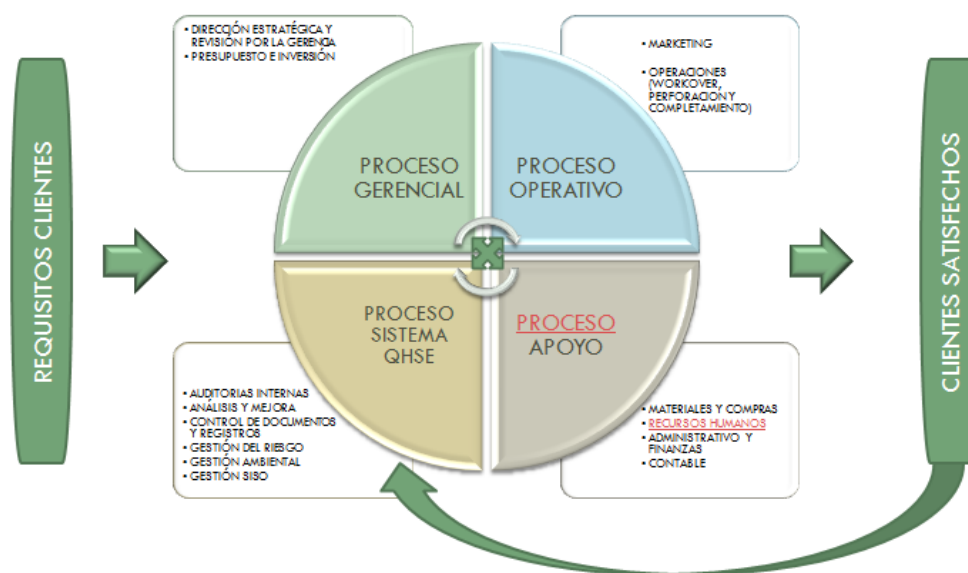 REQUISITOS CLIENTES
• DIRECCIÓN ESTRATÉGICA Y
REVISIÓN POR LA GERENCIA
• PRESUPUESTO E INVERSIÓN
PROCESO
GERENCIAL
PROCESO
OPERATIVO
• MARKETING
• OPERACIONES
(WORKOVER,
PERFORACION Y
COMPLETAMIENTO)
PROCESO
SISTEMA
QHSE
PROCESO
APOYO
• AUDITORIAS INTERNAS
• ANÁLISIS Y MEJORA
• CONTROL DE DOCUMENTOS
Y REGISTROS
• GESTIÓN DEL RIESGO
• GESTIÓN AMBIENTAL
• GESTIÓN SISO
• MATERIALES Y COMPRAS
• RECURSOS HUMANOS
• ADMINISTRATIVO Y
FINANZAS
• CONTABLE
CLIENTES SATISFECHOS